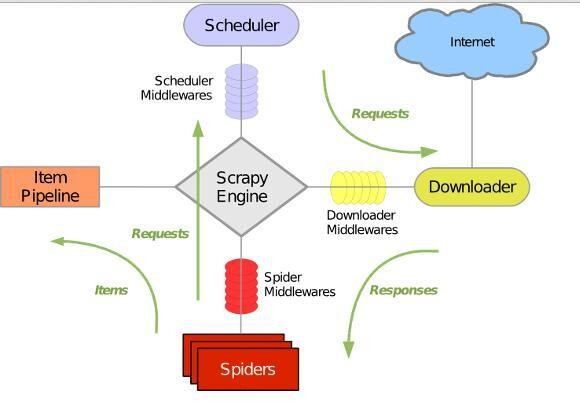 Scheduler
Internet
Scheduler
Middlewares
Requests
Item
Pipeline
Scrapy
Engine
Downloader
Downloader
Middlewares
Requests
Items
Spider
Middlewares
Responses
Spiders